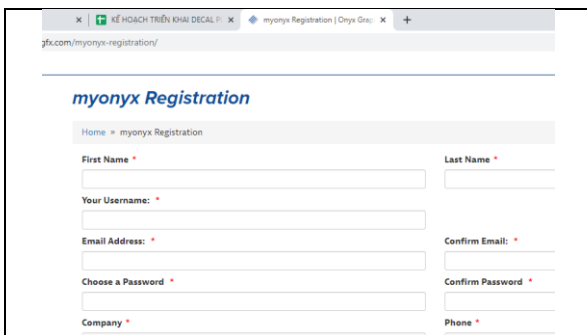 KẾ HOẠCH TRIỂN KHAI DECAL
myonyx Registration | Onyx Grap
gfx.com/myonyx-registration/
myonyx Registration
Home » myonyx Registration
First Name * Last Name *
Your Username: *
Email Address: * Confirm Email: *
Choose a Password * Confirm Password *
Company * Phone *